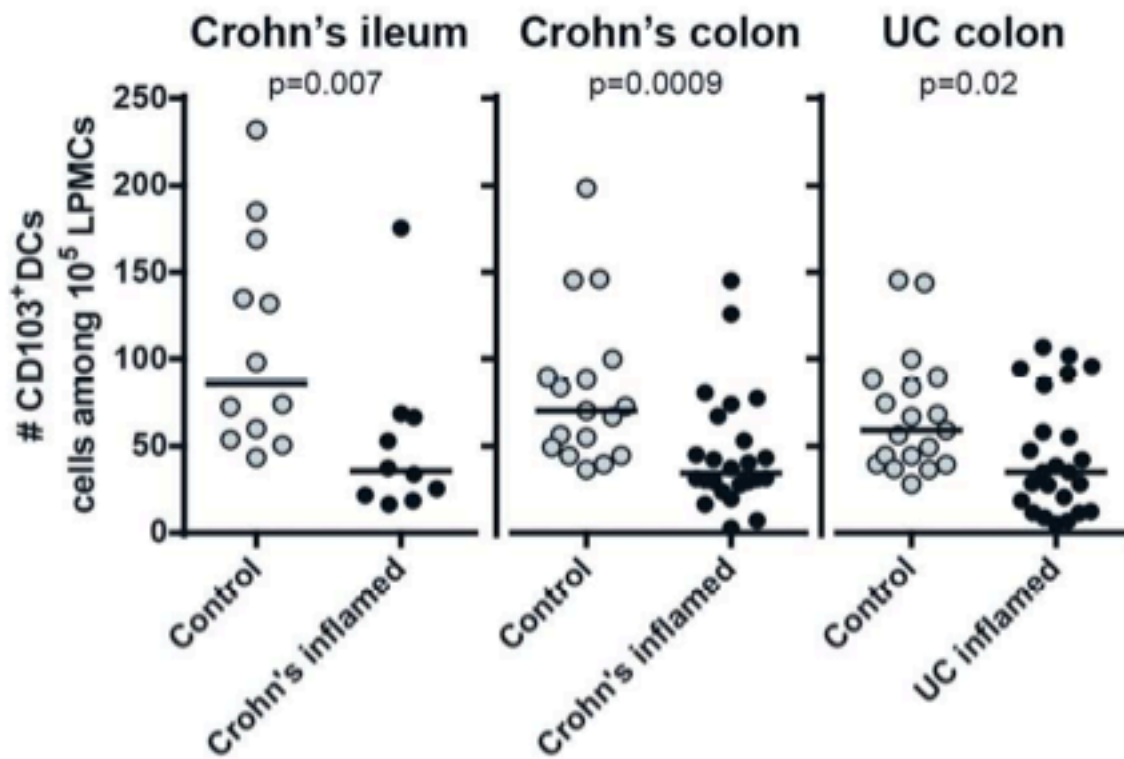 Crohn's ileum Crohn's colon UC colon
p=0.007 p=0.0009 p=0.02
# CD103⁺DCs
cells among 10⁵ LPMCs
250
200
150
100
50
0
Control
Crohn's inflamed
Control
Crohn's inflamed
Control
UC inflamed